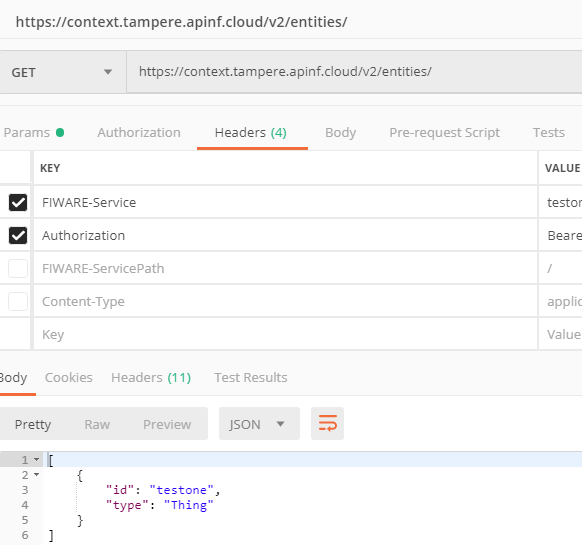 https://context.tampere.apinf.cloud/v2/entities/
GET https://context.tampere.apinf.cloud/v2/entities/
Params Authorization Headers (4) Body Pre-request Script Tests
KEY VALUE
FIWARE-Service testor
Authorization Beare
FIWARE-ServicePath /
Content-Type applic
Key Value
Body Cookies Headers (11) Test Results
Pretty Raw Preview JSON
1 [
2 {
3 "id": "testone",
4 "type": "Thing"
5 }
6 ]